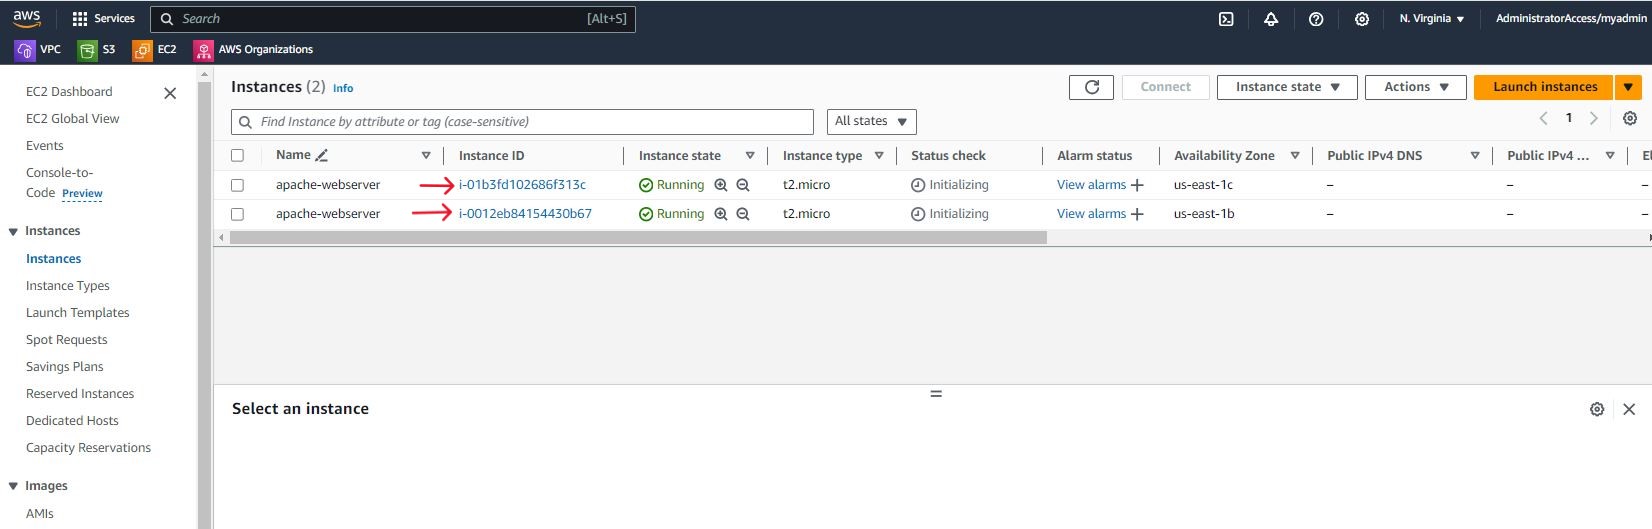 aws Services Search [Alt+S] N. Virginia AdministratorAccess/myadmin
VPC S3 EC2 AWS Organizations
EC2 Dashboard
EC2 Global View
Events
Console-to-
Code Preview
Instances
Instances
Instance Types
Launch Templates
Spot Requests
Savings Plans
Reserved Instances
Dedicated Hosts
Capacity Reservations
Images
AMIs
Instances (2) Info Connect Instance state Actions Launch instances
Find Instance by attribute or tag (case-sensitive) All states 1
Name Instance ID Instance state Instance type Status check Alarm status Availability Zone Public IPv4 DNS Public IPv4 ... El
apache-webserver i-01b3fd102686f313c Running t2.micro Initializing View alarms + us-east-1c – – –
apache-webserver i-0012eb84154430b67 Running t2.micro Initializing View alarms + us-east-1b – – –
Select an instance